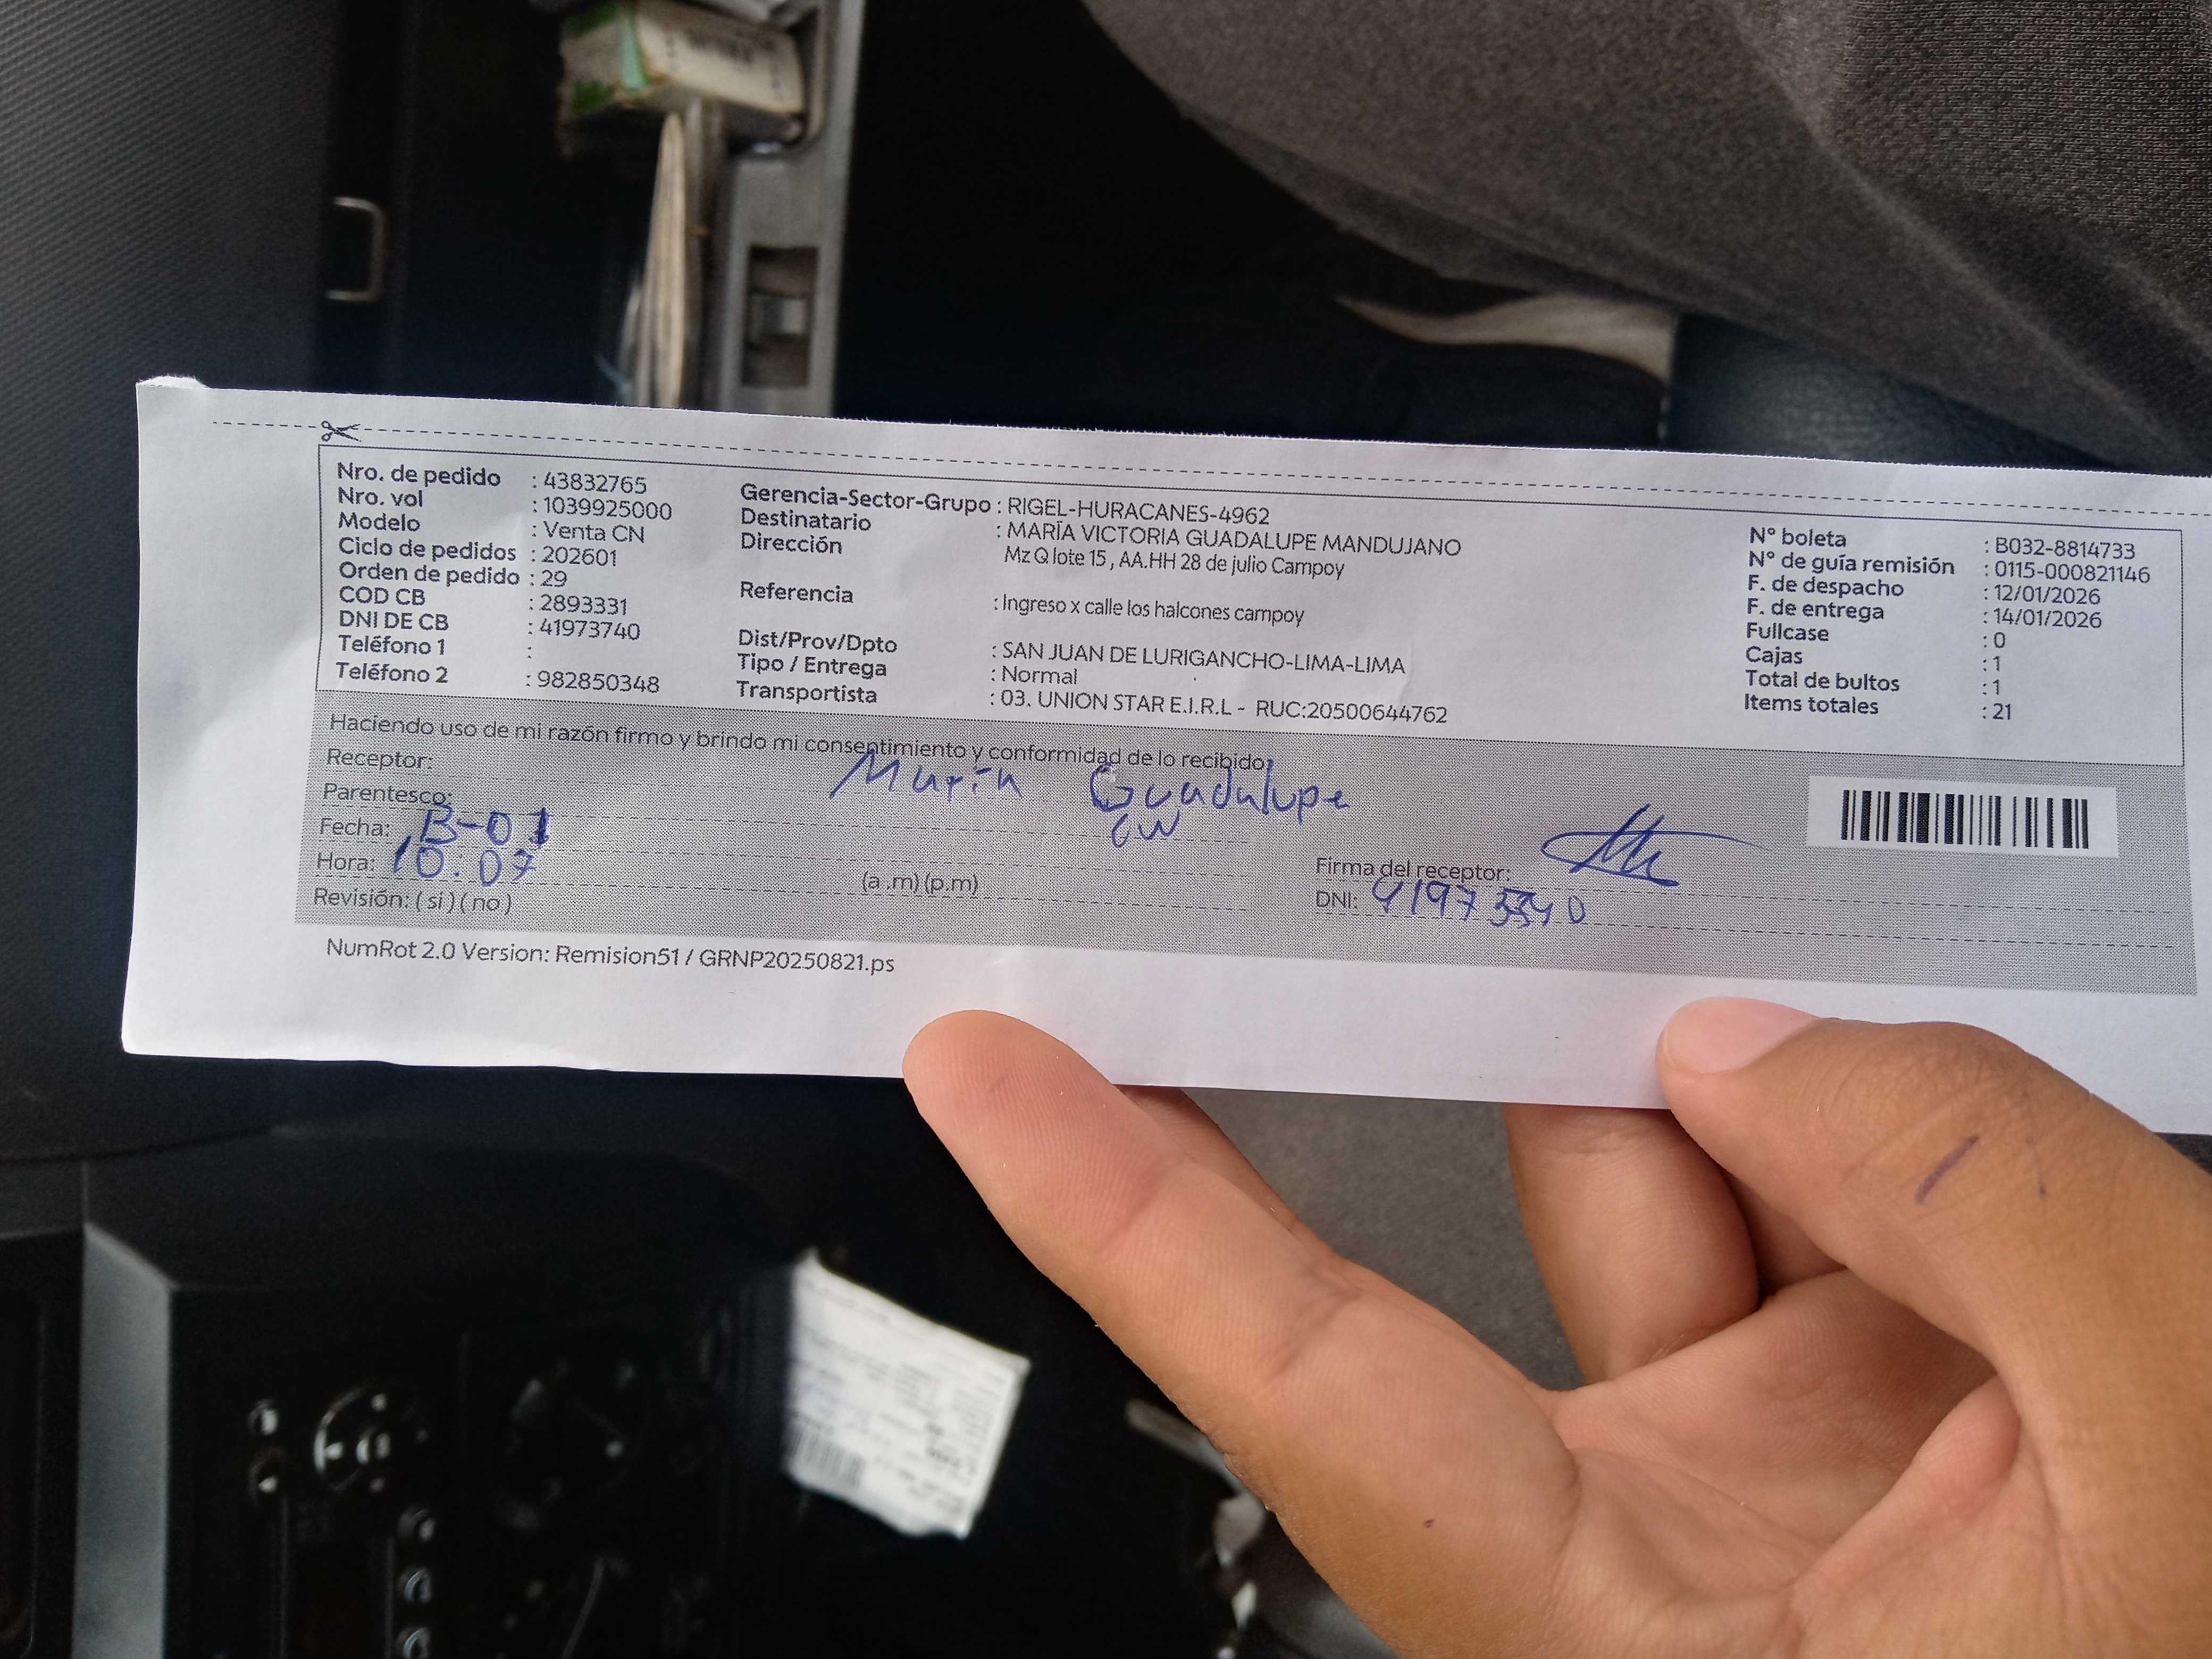 Nro. de pedido : 43832765
Nro. vol : 1039925000
Modelo : Venta CN
Ciclo de pedidos : 202601
Orden de pedido : 29
COD CB : 2893331
DNI DE CB : 41973740
Teléfono 1 :
Teléfono 2 : 982850348
Gerencia-Sector-Grupo : RIGEL-HURACANES-4962
Destinatario : MARÍA VICTORIA GUADALUPE MANDUJANO
Dirección Mz Q lote 15 , AA.HH 28 de julio Campoy
Referencia : Ingreso x calle los halcones campoy
Dist/Prov/Dpto : SAN JUAN DE LURIGANCHO-LIMA-LIMA
Tipo / Entrega : Normal
Transportista : 03. UNION STAR E.I.R.L - RUC:20500644762
N° boleta : B032-8814733
N° de guía remisión : 0115-000821146
F. de despacho : 12/01/2026
F. de entrega : 14/01/2026
Fullcase : 0
Cajas : 1
Total de bultos : 1
Items totales : 21
Haciendo uso de mi razón firmo y brindo mi consentimiento y conformidad de lo recibido:
Receptor: Guadalupe
Parentesco:
Fecha:
Hora: 10:07 (a .m) (p.m)
Revisión: ( si ) ( no )
Firma del receptor:
DNI:
NumRot 2.0 Version: Remision51 / GRNP20250821.ps